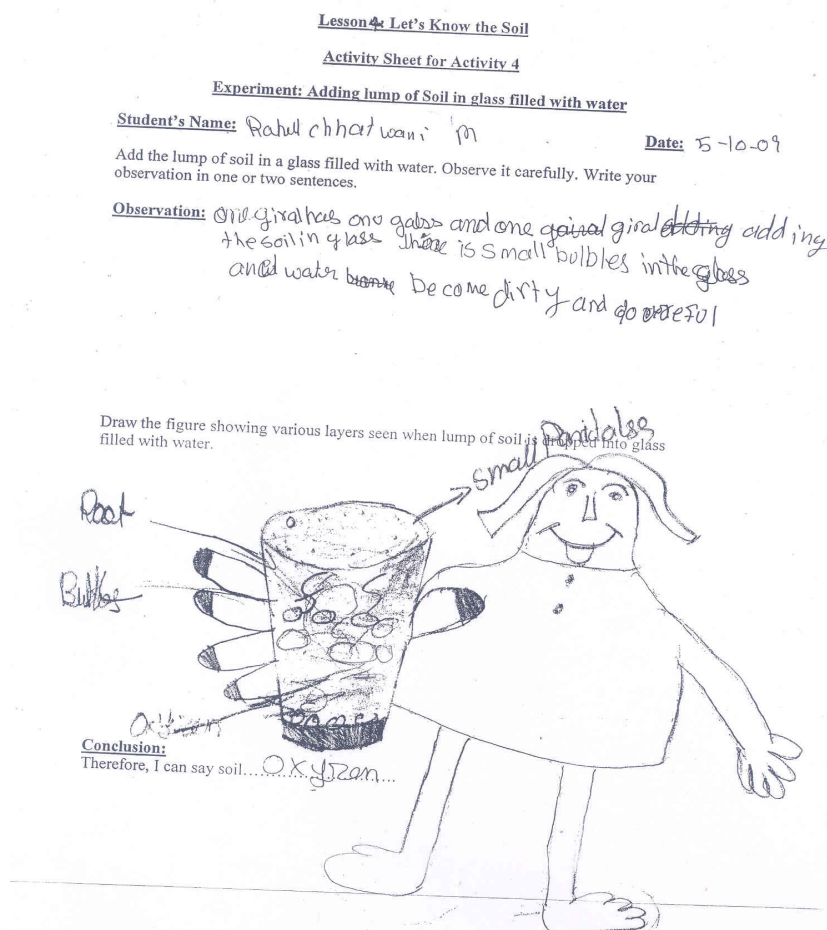 Lesson 4: Let's Know the Soil
Activity Sheet for Activity 4
Experiment: Adding lump of Soil in glass filled with water
Student's Name: Rahul chhatwani M
Date: 5-10-09
Add the lump of soil in a glass filled with water. Observe it carefully. Write your
observation in one or two sentences.
Observation: one giral has one galss and one giral adding
the soil in glass There is small bulbles in the glass
and water become dirty and
Draw the figure showing various layers seen when lump of soil is dropped into glass
filled with water.
small
Root
Bulbles
Conclusion:
Therefore, I can say soil....Oxyzen...